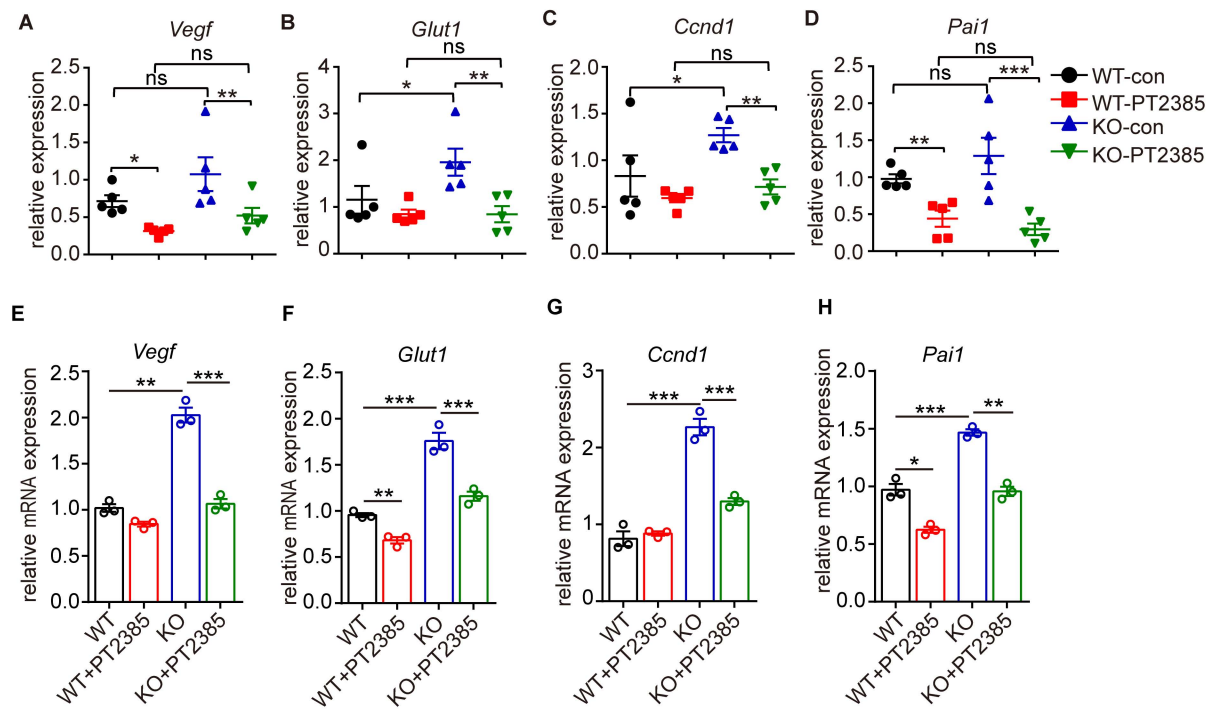 A
Vegf
relative expression
2.5
2.0
1.5
1.0
0.5
0.0
ns
ns
**
*
B
Glut1
relative expression
4
3
2
1
0
ns
*
**
C
Ccnd1
relative expression
2.0
1.5
1.0
0.5
0.0
ns
*
**
D
Pai1
relative expression
2.5
2.0
1.5
1.0
0.5
0.0
ns
ns
***
**
WT-con
WT-PT2385
KO-con
KO-PT2385
E
Vegf
relative mRNA expression
2.5
2.0
1.5
1.0
0.5
0.0
**
***
WT
WT+PT2385
KO
KO+PT2385
F
Glut1
relative mRNA expression
2.5
2.0
1.5
1.0
0.5
0.0
***
***
**
WT
WT+PT2385
KO
KO+PT2385
G
Ccnd1
relative mRNA expression
3
2
1
0
***
***
WT
WT+PT2385
KO
KO+PT2385
H
Pai1
relative mRNA expression
2.0
1.5
1.0
0.5
0.0
***
**
*
WT
WT+PT2385
KO
KO+PT2385